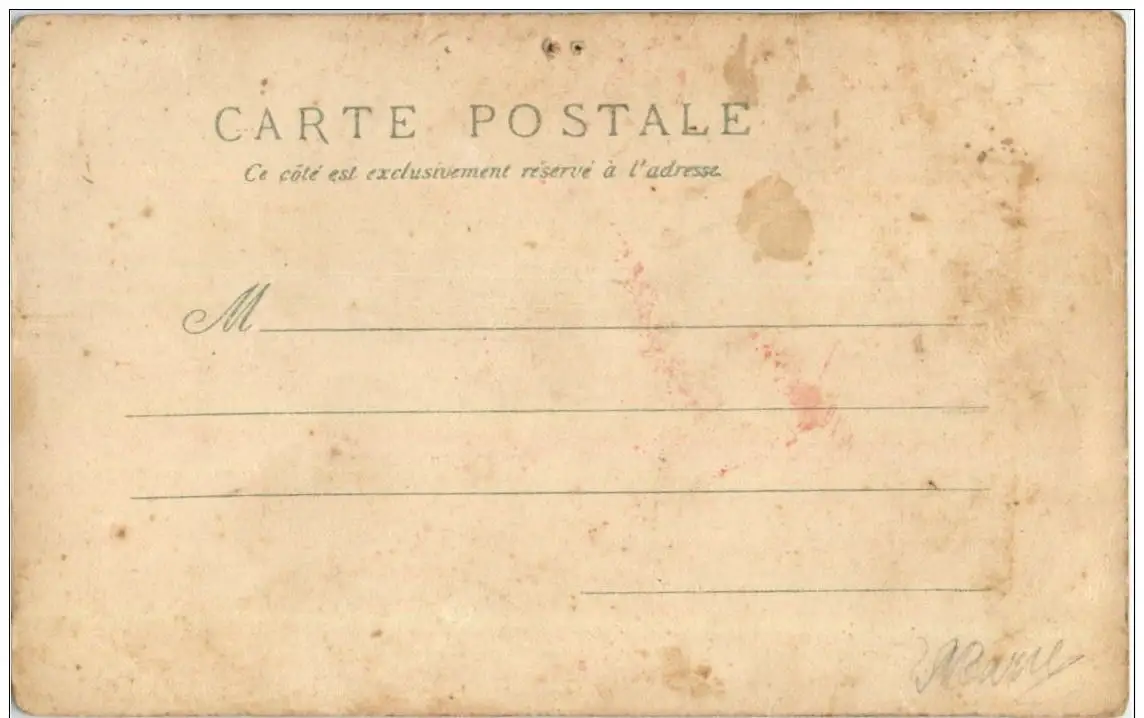 CARTE POSTALE
Ce côté est exclusivement réservé à l'adresse.
M